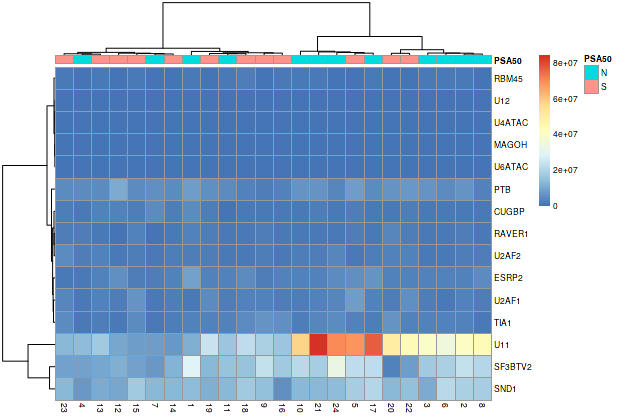 PSA50
RBM45
U12
U4ATAC
MAGOH
U6ATAC
PTB
CUGBP
RAVER1
U2AF2
ESRP2
U2AF1
TIA1
U11
SF3BTV2
SND1
23 4 13 12 15 7 14 1 19 11 18 9 16 10 21 24 5 17 20 22 3 6 2 8
8e+07
6e+07
4e+07
2e+07
0
PSA50
N
S